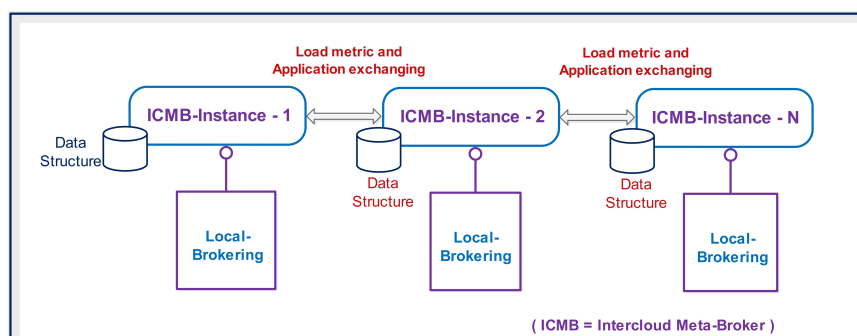 Load metric and
Application exchanging
Load metric and
Application exchanging
ICMB-Instance - 1
ICMB-Instance - 2
ICMB-Instance - N
Data
Structure
Data
Structure
Data
Structure
Local-
Brokering
Local-
Brokering
Local-
Brokering
( ICMB = Intercloud Meta-Broker )